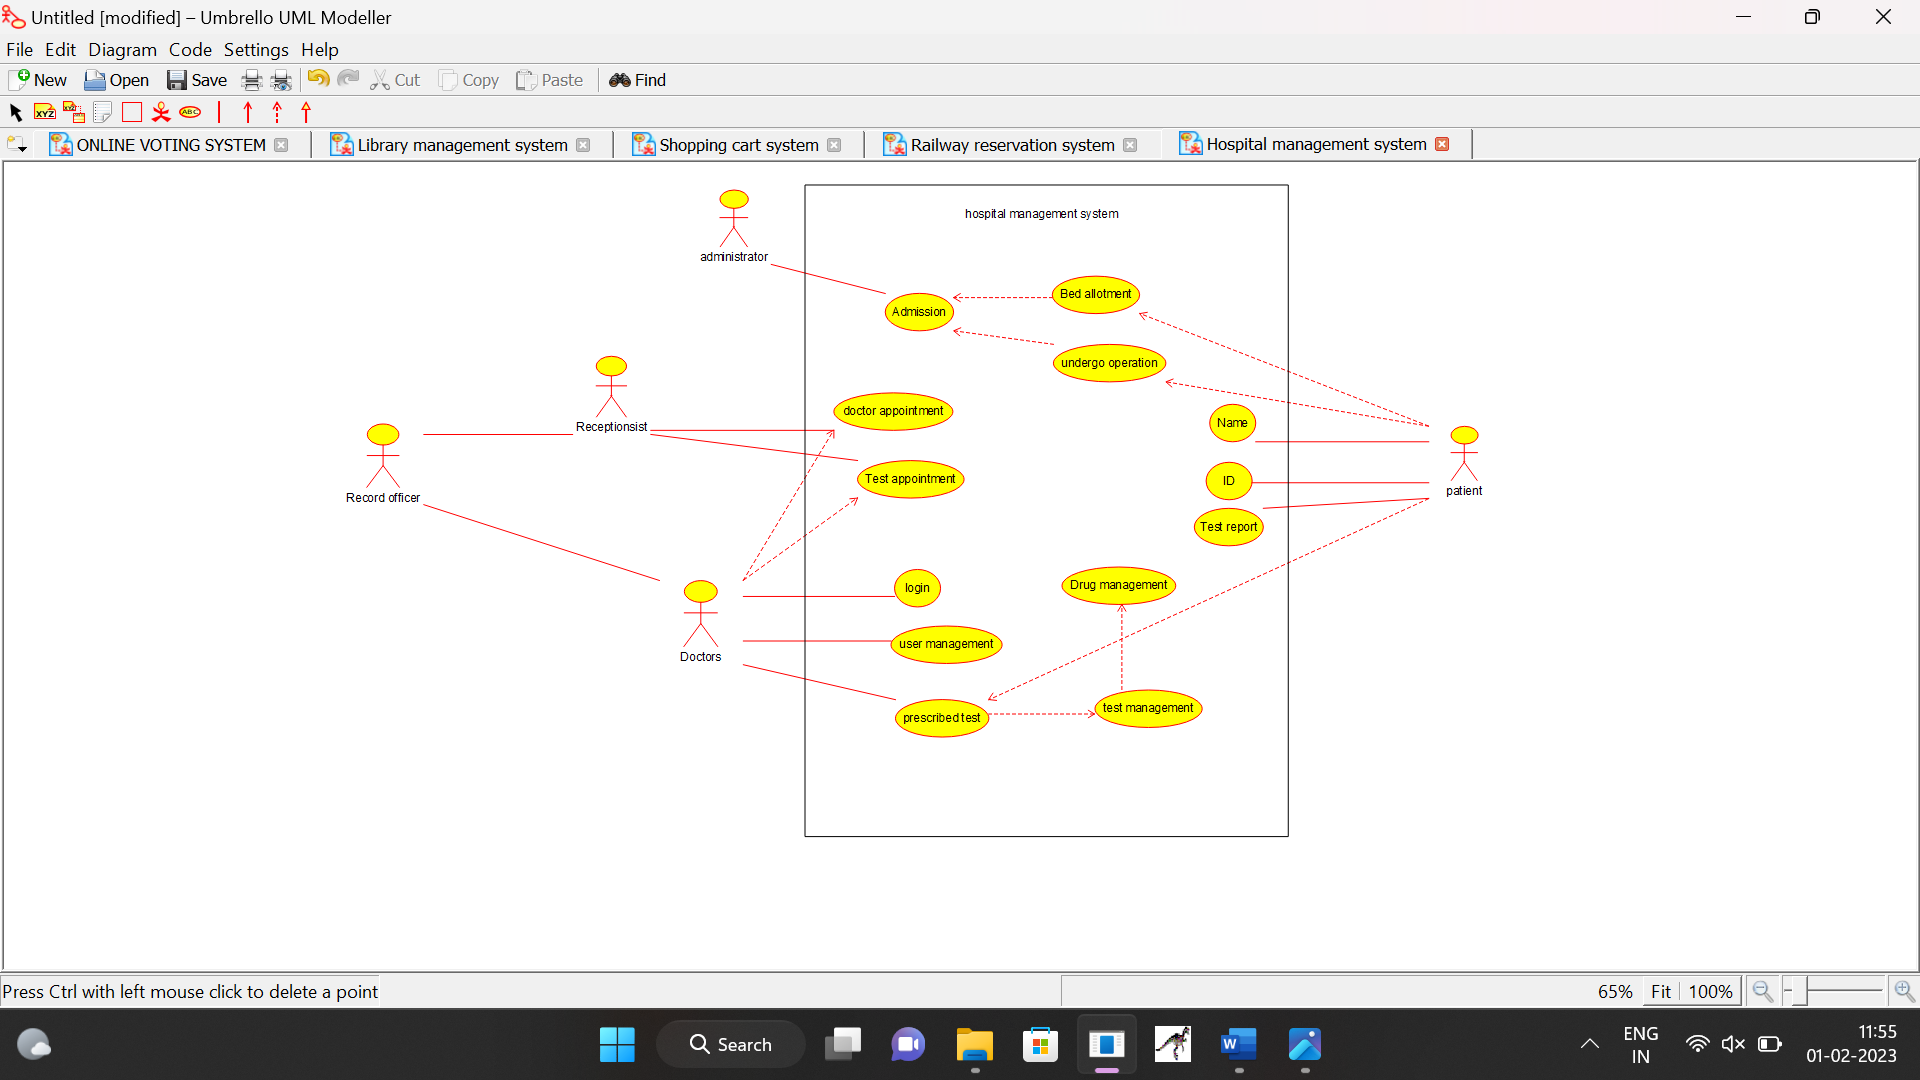 Untitled [modified] – Umbrello UML Modeller
File Edit Diagram Code Settings Help
New Open Save Cut Copy Paste Find
XYZ XYZ ABC
ONLINE VOTING SYSTEM Library management system Shopping cart system Railway reservation system Hospital management system
hospital management system
administrator
Bed allotment
Admission
undergo operation
doctor appointment
Name
Receptionsist
Test appointment
ID
patient
Record officer
Test report
login
Drug management
user management
Doctors
test management
prescribed test
Press Ctrl with left mouse click to delete a point
65% Fit 100%
Search
ENG
IN
11:55
01-02-2023